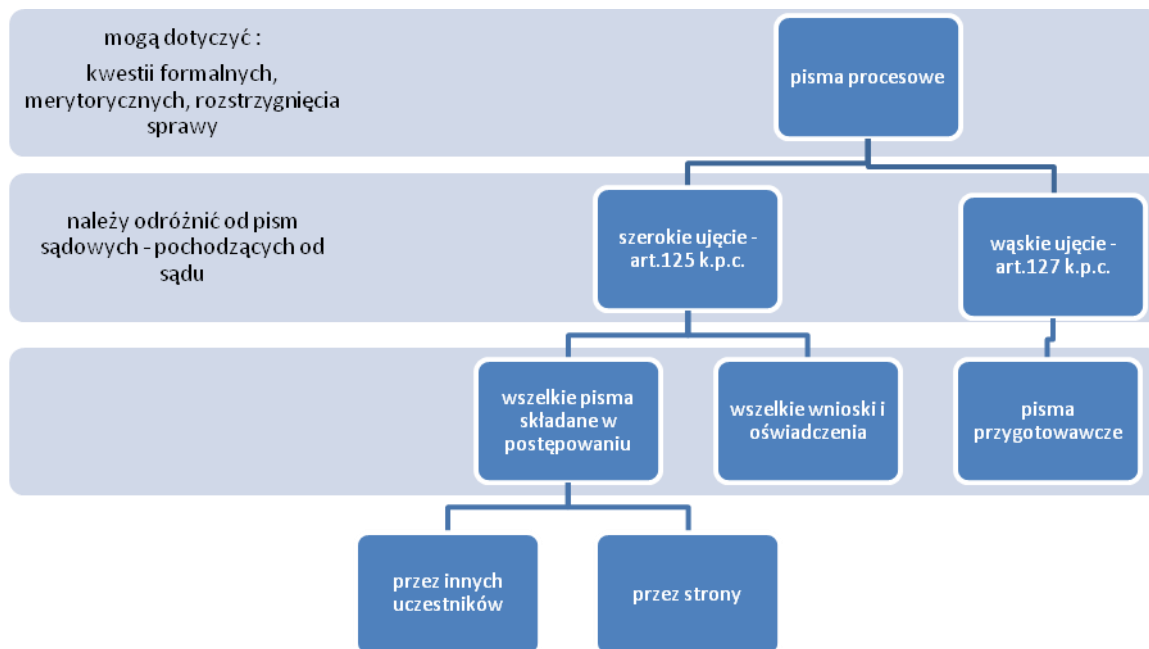 mogą dotyczyć :
kwestii formalnych,
merytorycznych, rozstrzygnięcia
sprawy
pisma procesowe
należy odróżnić od pism
sądowych - pochodzących od
sądu
szerokie ujęcie -
art.125 k.p.c.
wąskie ujęcie -
art.127 k.p.c.
wszelkie pisma
składane w
postępowaniu
wszelkie wnioski i
oświadczenia
pisma
przygotowawcze
przez innych
uczestników
przez strony